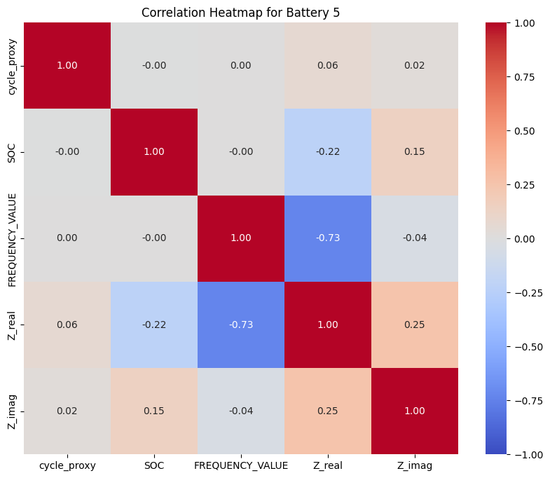 Correlation Heatmap for Battery 5
cycle_proxy 1.00 -0.00 0.00 0.06 0.02
SOC -0.00 1.00 -0.00 -0.22 0.15
FREQUENCY_VALUE 0.00 -0.00 1.00 -0.73 -0.04
Z_real 0.06 -0.22 -0.73 1.00 0.25
Z_imag 0.02 0.15 -0.04 0.25 1.00
cycle_proxy SOC FREQUENCY_VALUE Z_real Z_imag
1.00
0.75
0.50
0.25
0.00
−0.25
−0.50
−0.75
−1.00